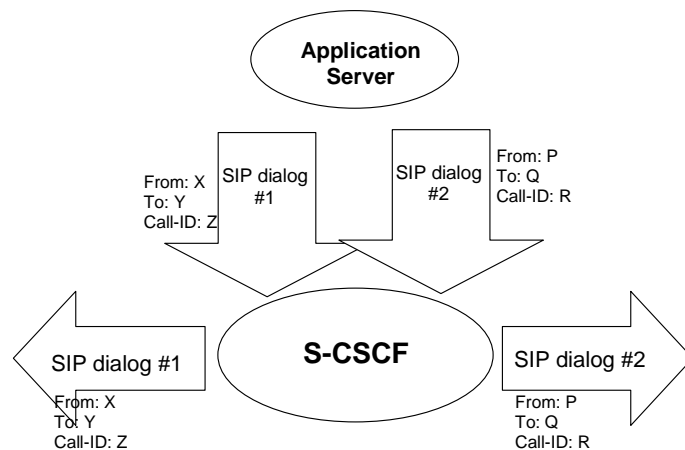 Application
Server
SIP dialog
#1
From: X
To: Y
Call-ID: Z
SIP dialog
#2
From: P
To: Q
Call-ID: R
S-CSCF
SIP dialog #1
From: X
To: Y
Call-ID: Z
SIP dialog #2
From: P
To: Q
Call-ID: R